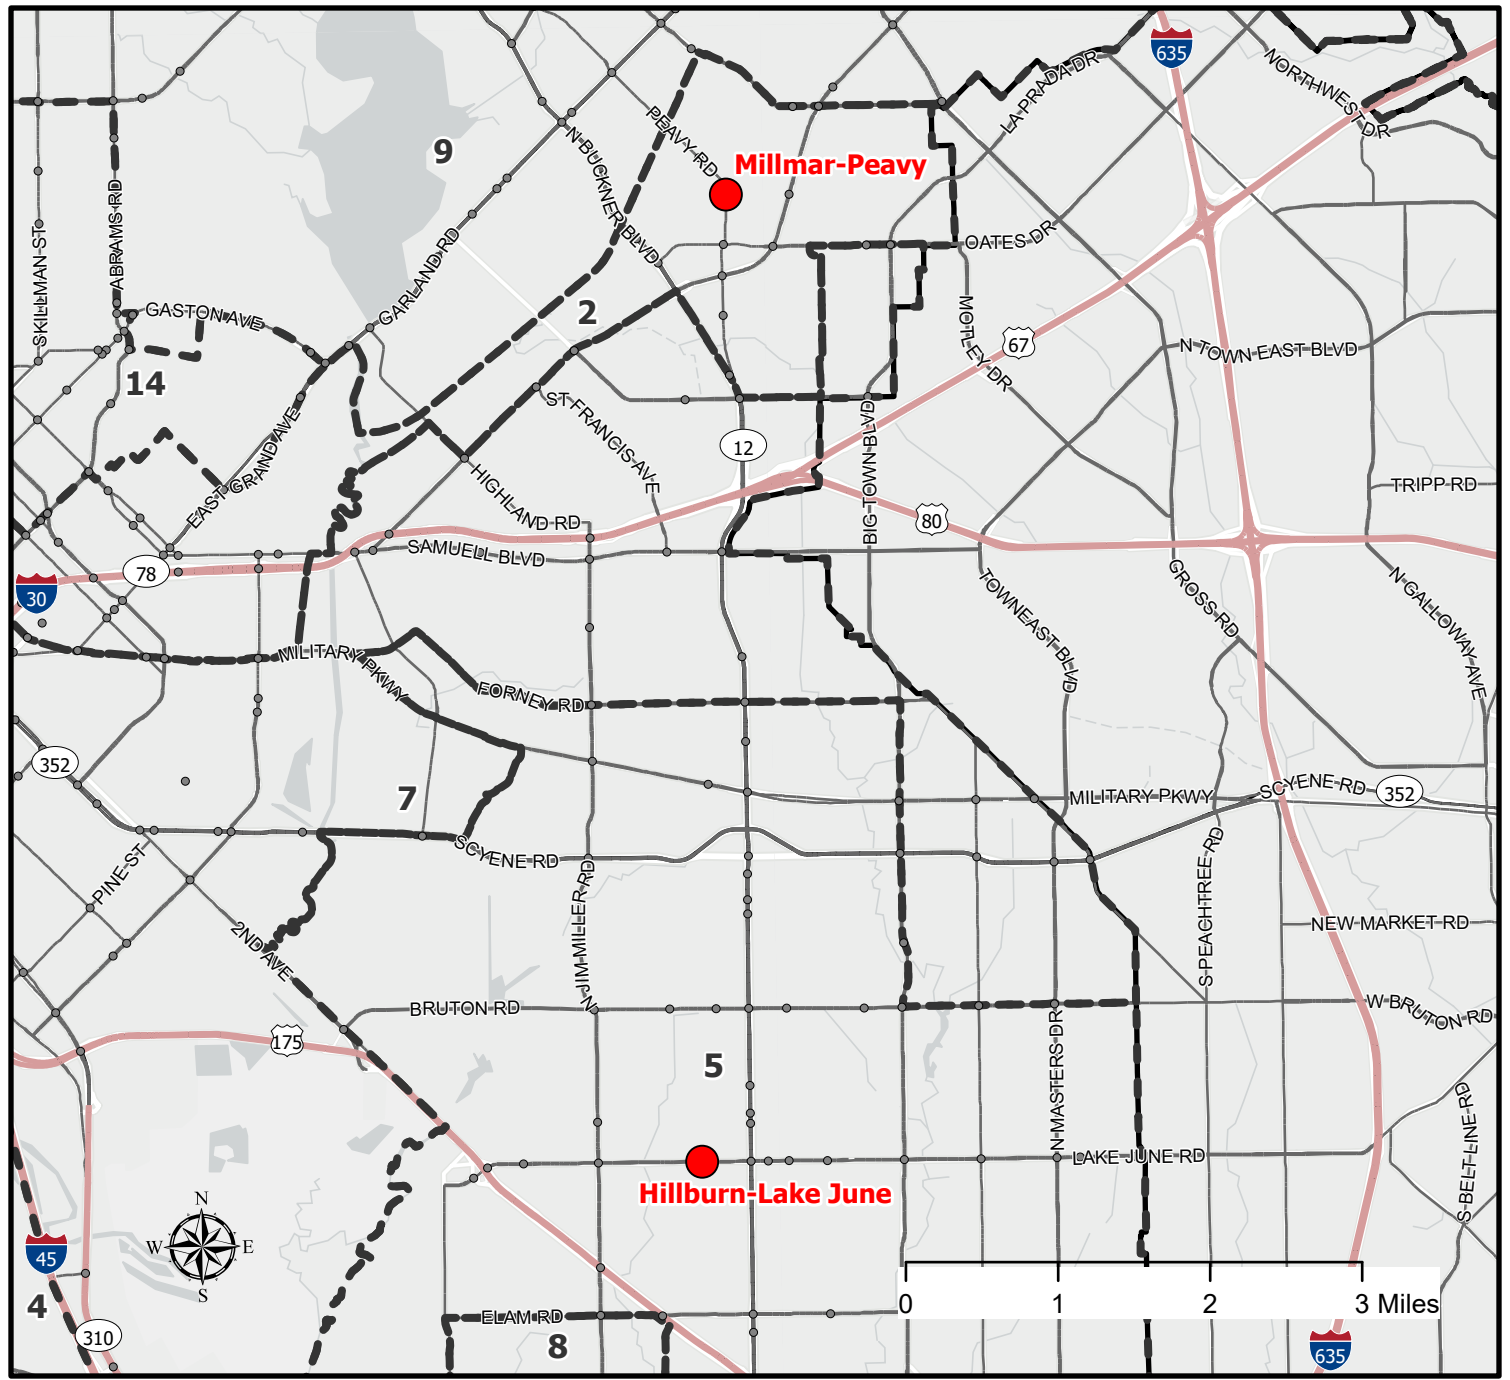 635
NORTHWEST DR
LA PRADA DR
PEAVY RD
9
N BUCKNER BLVD
Millmar-Peavy
ABRAMS RD
SKILLMAN ST
GARLAND RD
OATES DR
GASTON AVE
2
MOTLEY DR
67
N TOWN EAST BLVD
14
ST FRANCIS AVE
EAST GRAND AVE
12
BIG TOWN BLVD
HIGHLAND RD
TRIPP RD
80
SAMUELL BLVD
78
30
GROSS RD
TOWNEAST BLVD
N GALLOWAY AVE
MILITARY PKWY
FORNEY RD
352
7
MILITARY PKWY
SCYENE RD
352
SCYENE RD
PINE ST
N JIM MILLER RD
S PEACHTREE RD
2ND AVE
NEW MARKET RD
BRUTON RD
W BRUTON RD
175
5
N MASTERS DR
S BELT LINE RD
LAKE JUNE RD
Hillburn-Lake June
N
W
E
S
45
4
0
1
2
3 Miles
310
ELAM RD
8
635